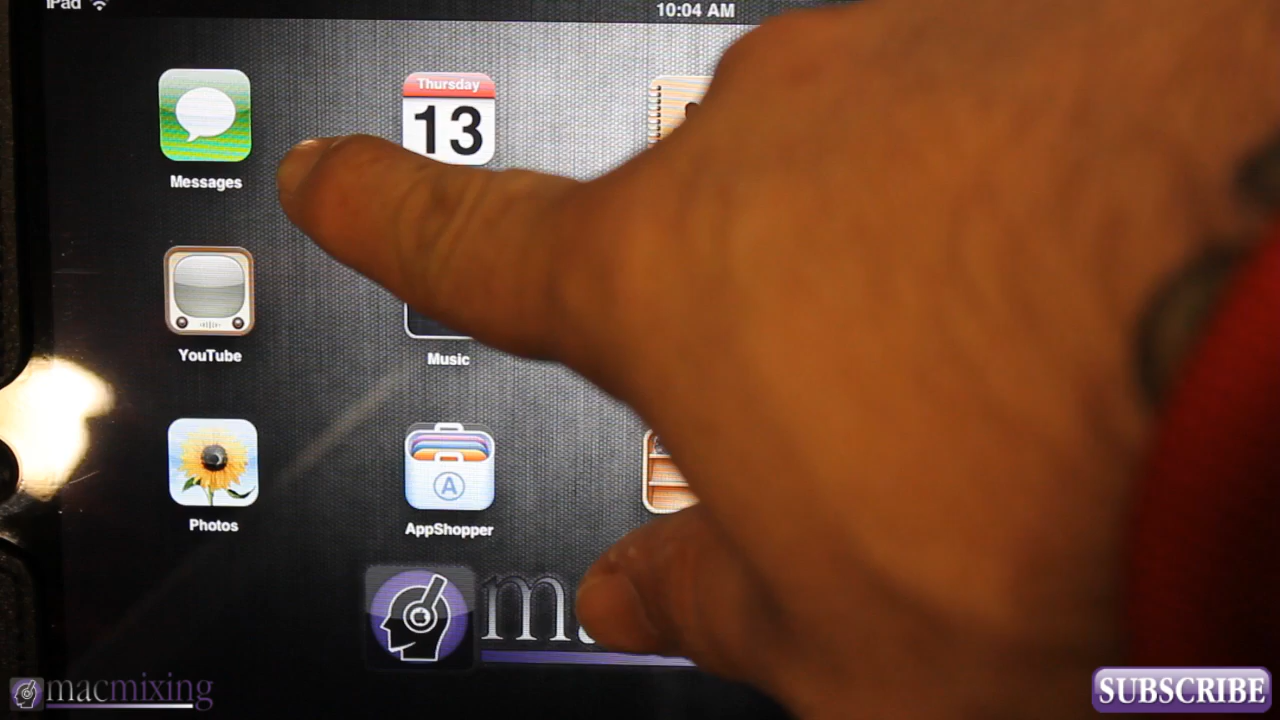 iPad
10:04 AM
Thursday
13
Messages
YouTube
Music
Photos
A
AppShopper
m
macmixing
SUBSCRIBE